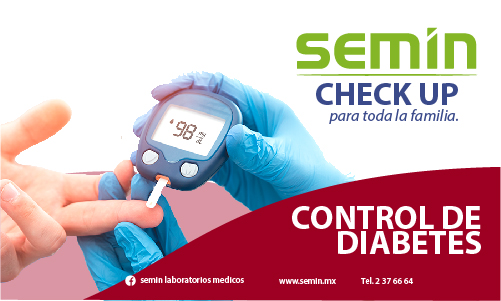 semin
CHECK UP
para toda la familia.
98
CONTROL DE
DIABETES
semin laboratorios medicos www.semin.mx Tel. 2 37 66 64